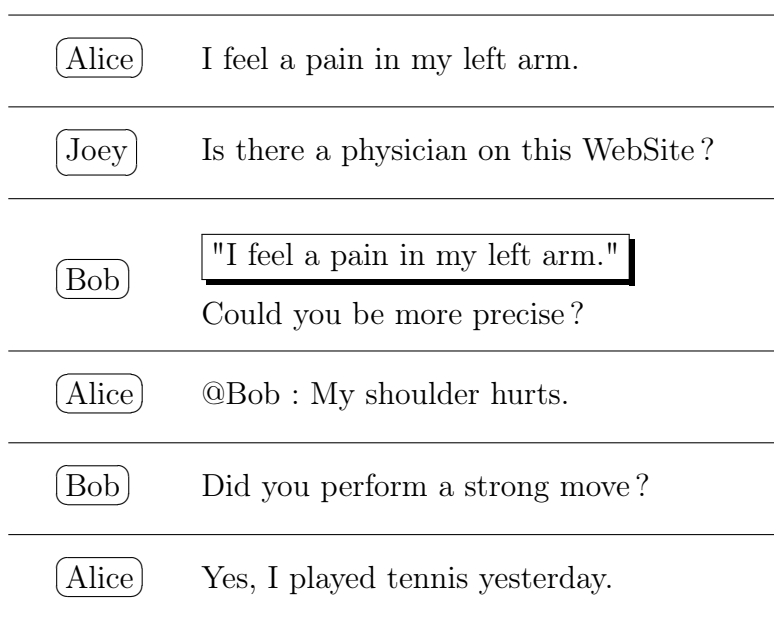 Alice I feel a pain in my left arm.
Joey Is there a physician on this WebSite ?
"I feel a pain in my left arm."
Bob
Could you be more precise ?
Alice @Bob : My shoulder hurts.
Bob Did you perform a strong move ?
Alice Yes, I played tennis yesterday.